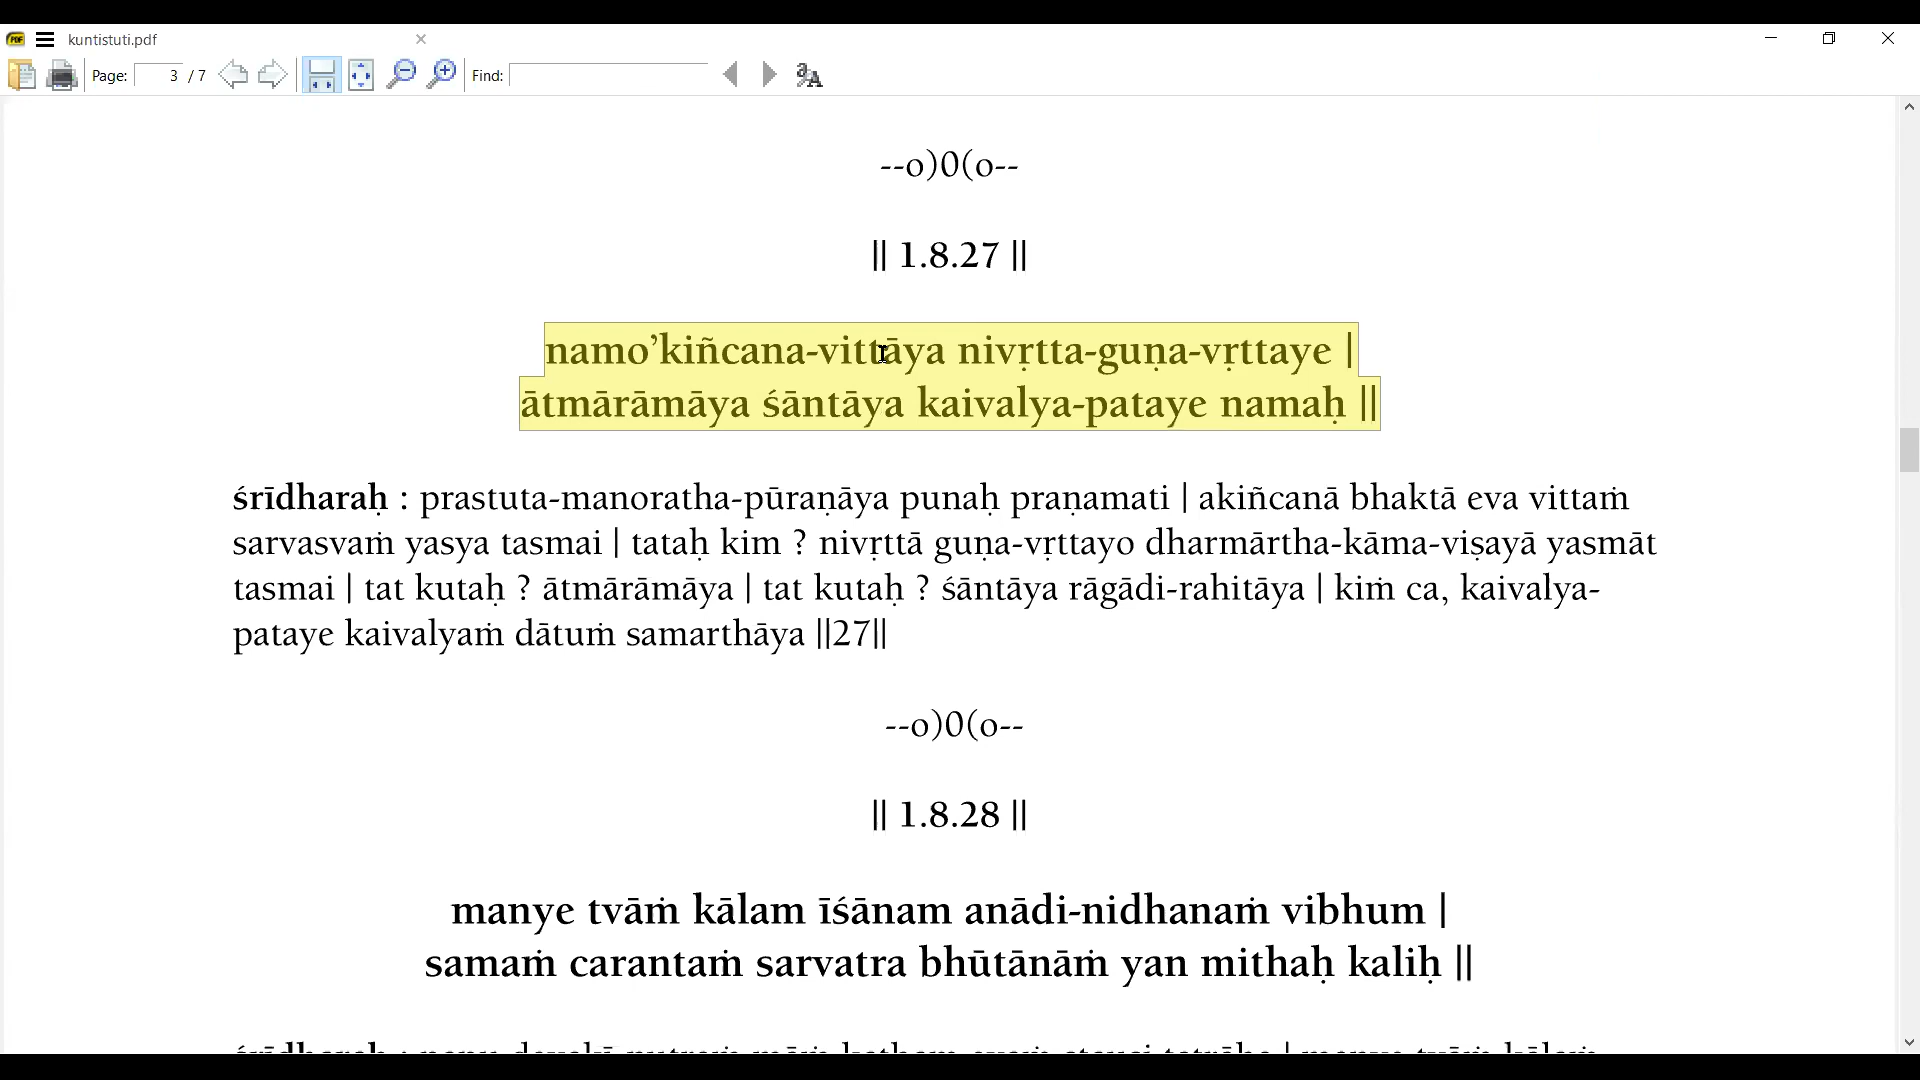 kuntistuti.pdf
Page: 3 / 7 Find:
--o)0(o--
|| 1.8.27 ||
namo’kiñcana-vittāya nivṛtta-guṇa-vṛttaye |
ātmārāmāya śāntāya kaivalya-pataye namaḥ ||
śrīdharaḥ : prastuta-manoratha-pūraṇāya punaḥ praṇamati | akiñcanā bhaktā eva vittaṁ
sarvasvaṁ yasya tasmai | tataḥ kim ? nivṛttā guṇa-vṛttayo dharmārtha-kāma-viṣayā yasmāt
tasmai | tat kutaḥ ? ātmārāmāya | tat kutaḥ ? śāntāya rāgādi-rahitāya | kiṁ ca, kaivalya-
pataye kaivalyaṁ dātuṁ samarthāya ||27||
--o)0(o--
|| 1.8.28 ||
manye tvāṁ kālam īśānam anādi-nidhanaṁ vibhum |
samaṁ carantaṁ sarvatra bhūtānāṁ yan mithaḥ kaliḥ ||